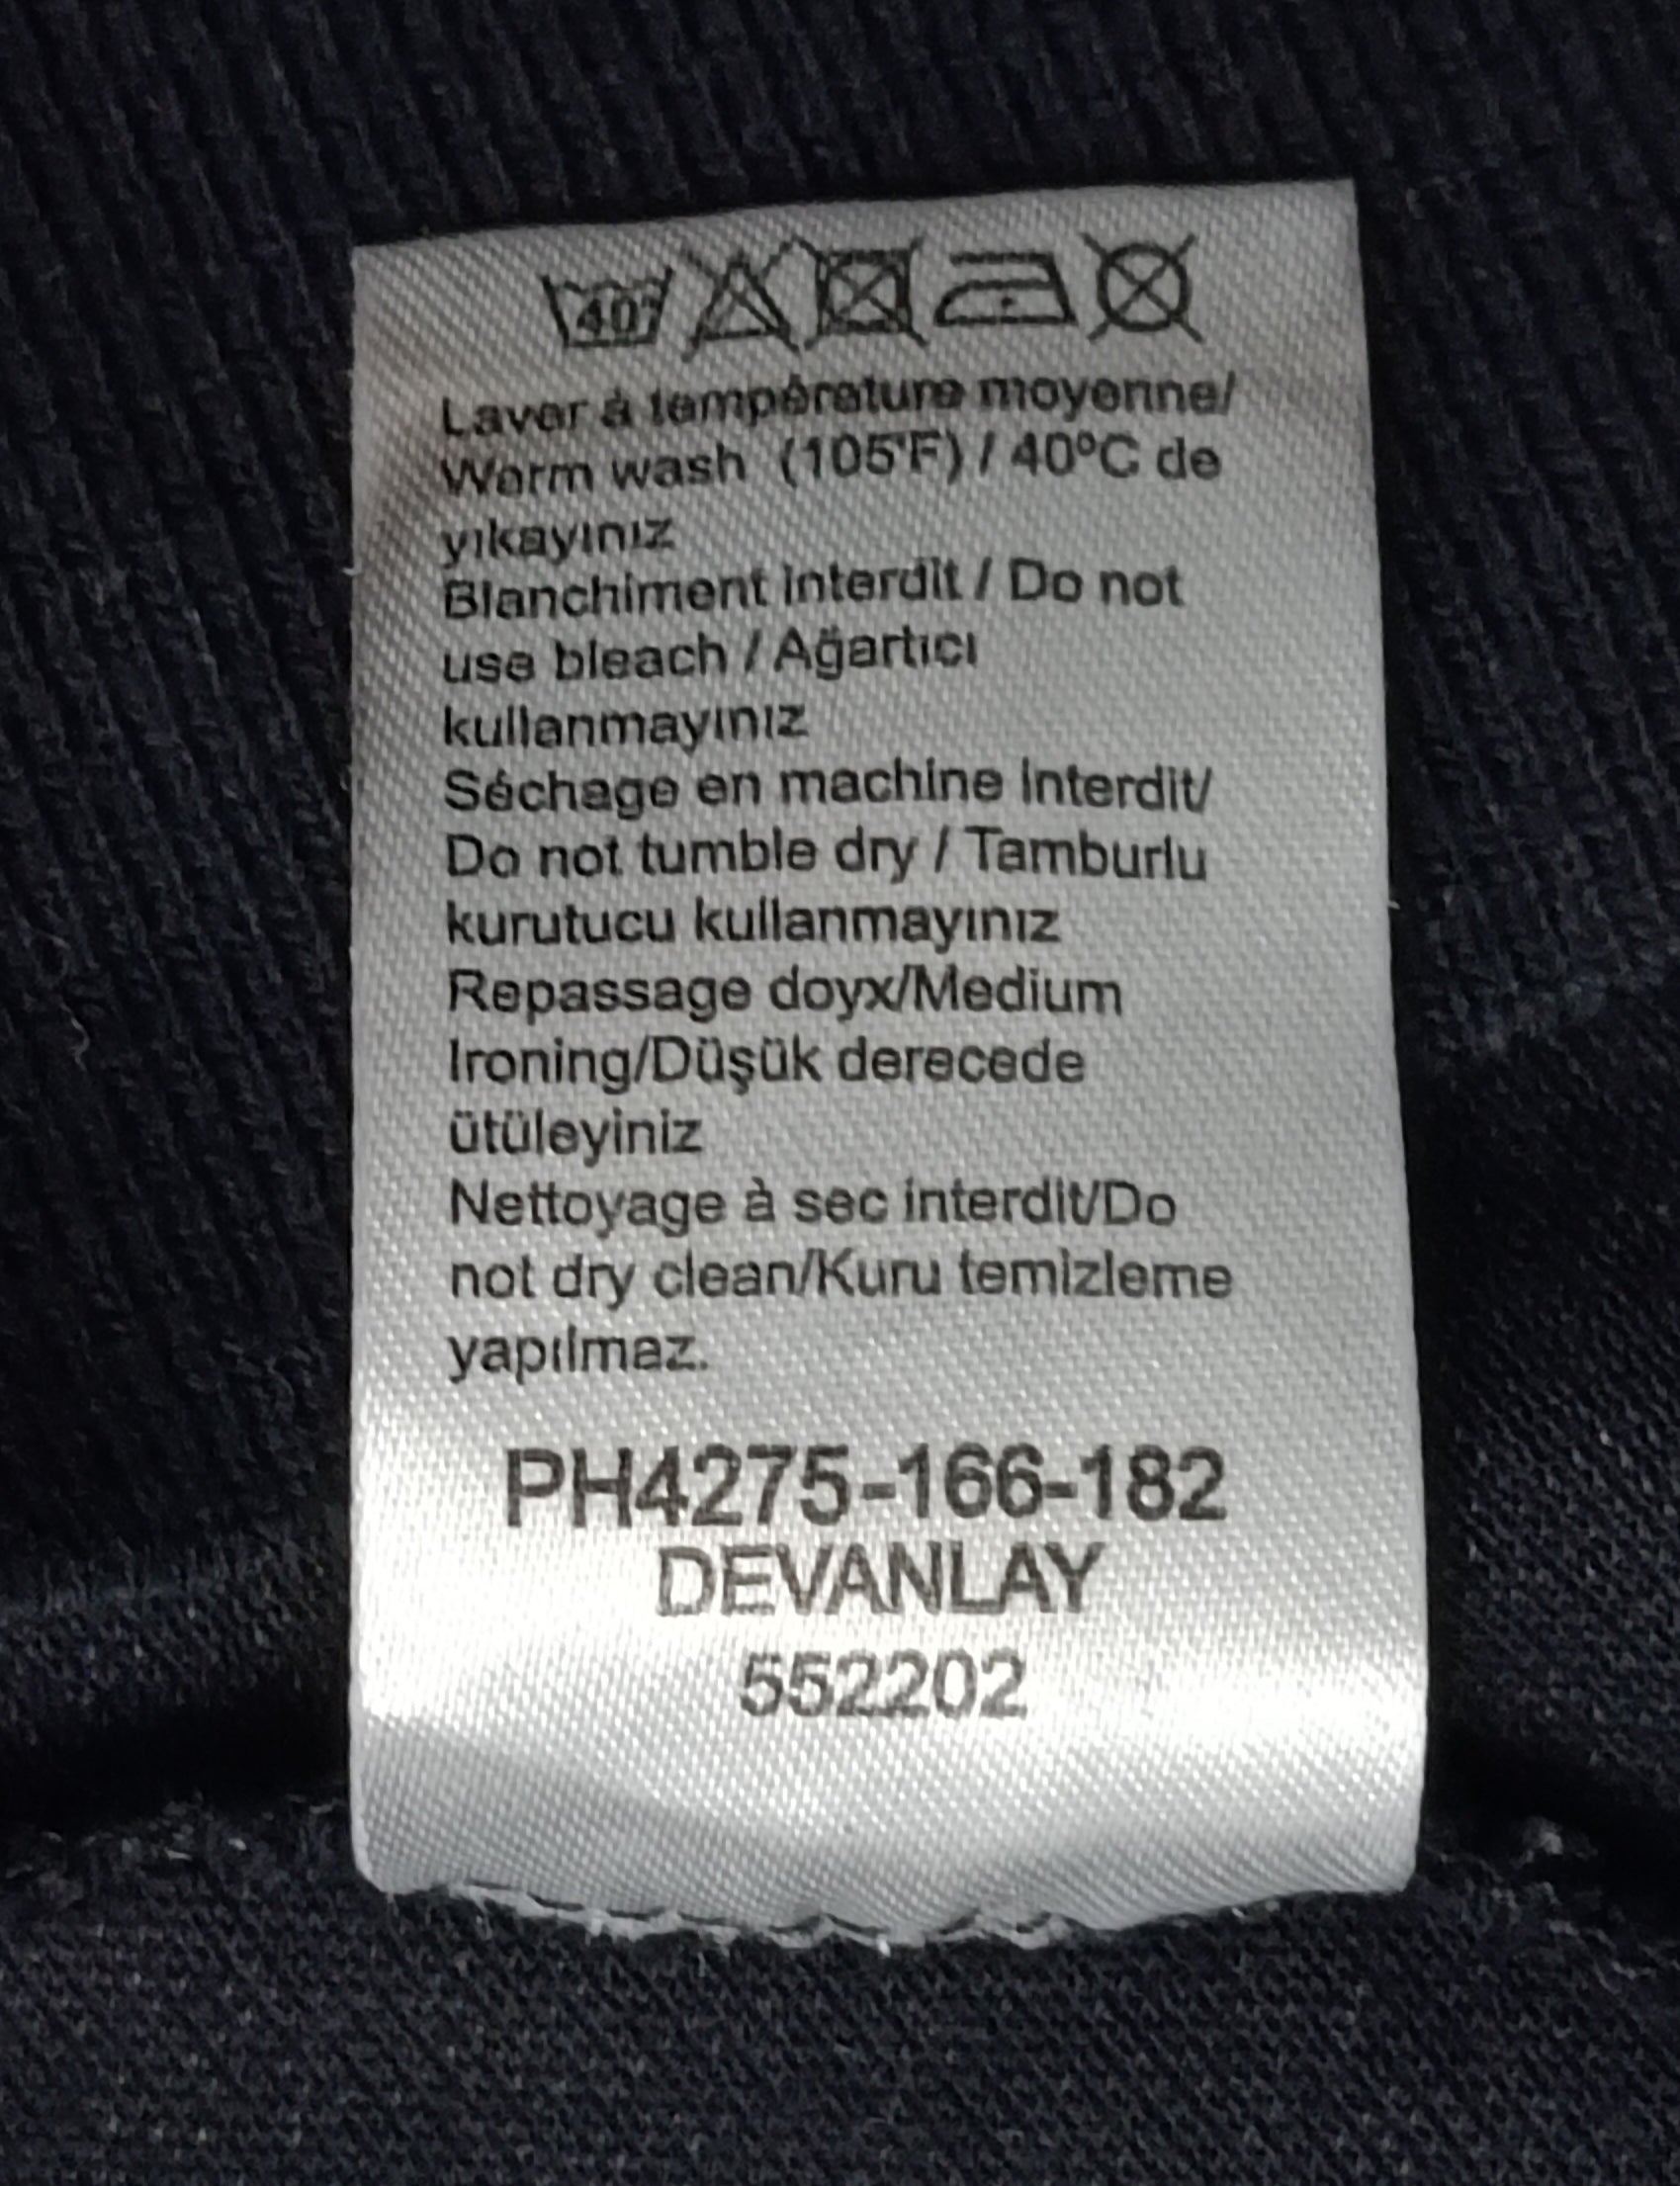 40°
Laver à température moyenne/
Warm wash (105°F) / 40°C de
yıkayınız
Blanchiment interdit / Do not
use bleach / Ağartıcı
kullanmayınız
Séchage en machine interdit/
Do not tumble dry / Tamburlu
kurutucu kullanmayınız
Repassage doyx/Medium
Ironing/Düşük derecede
ütüleyiniz
Nettoyage à sec interdit/Do
not dry clean/Kuru temizleme
yapılmaz.
PH4275-166-182
DEVANLAY
552202